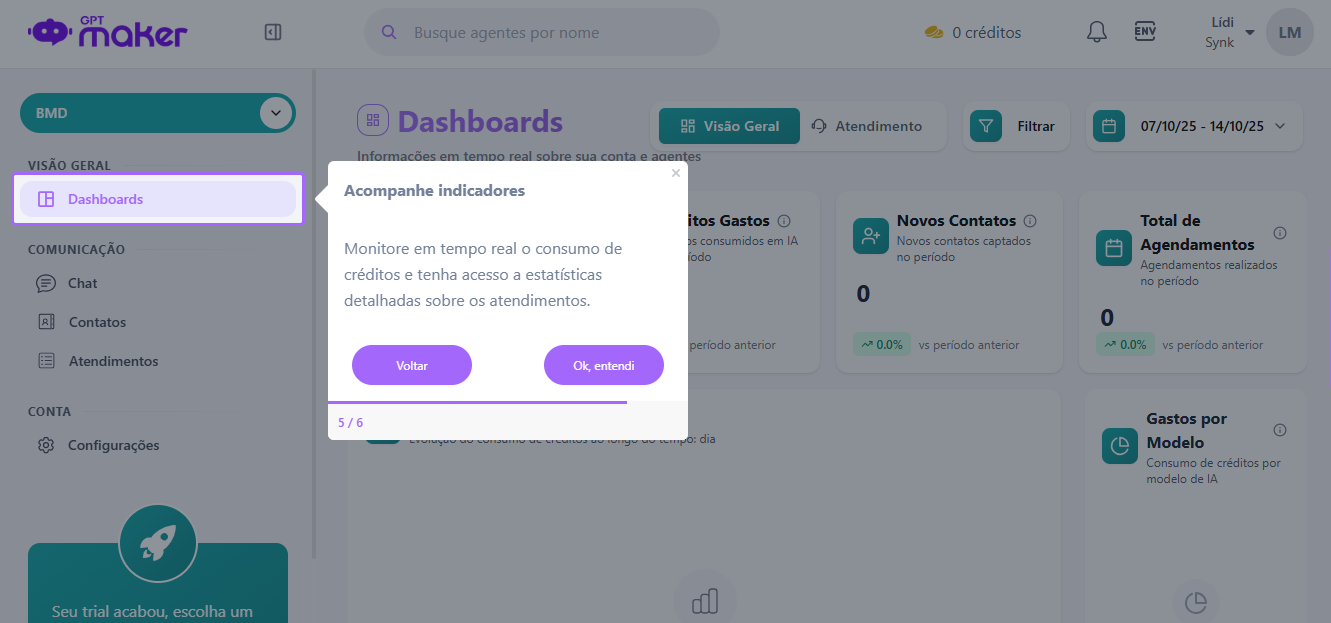 GPT
maker
Busque agentes por nome
0 créditos
ENV
Lídi
Synk
LM
BMD
VISÃO GERAL
Dashboards
COMUNICAÇÃO
Chat
Contatos
Atendimentos
CONTA
Configurações
Seu trial acabou, escolha um
Dashboards
Informações em tempo real sobre sua conta e agentes
Visão Geral
Atendimento
Filtrar
07/10/25 - 14/10/25
Acompanhe indicadores
Monitore em tempo real o consumo de
créditos e tenha acesso a estatísticas
detalhadas sobre os atendimentos.
Voltar
Ok, entendi
5 / 6
Gastos
consumidos em IA
período anterior
Novos Contatos
Novos contatos captados
no período
0
0.0%
vs período anterior
Total de
Agendamentos
Agendamentos realizados
no período
0
0.0%
vs período anterior
Evolução do consumo de créditos ao longo do tempo: dia
Gastos por
Modelo
Consumo de créditos por
modelo de IA